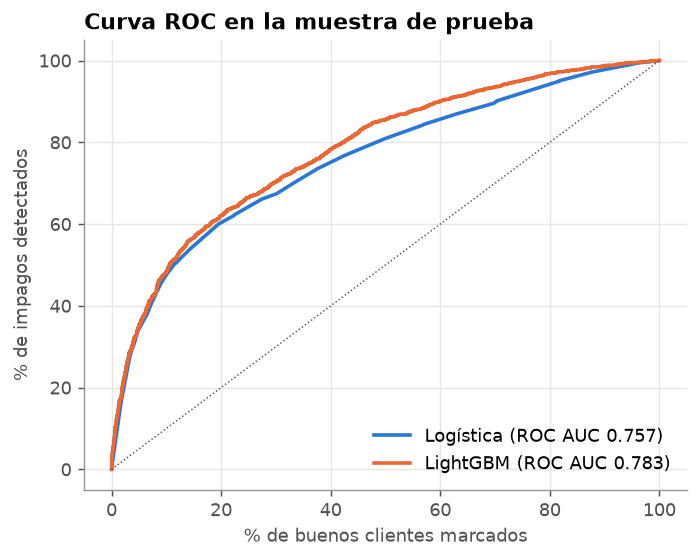 Curva ROC en la muestra de prueba
% de impagos detectados
100
80
60
40
20
0
Logística (ROC AUC 0.757)
LightGBM (ROC AUC 0.783)
0 20 40 60 80 100
% de buenos clientes marcados